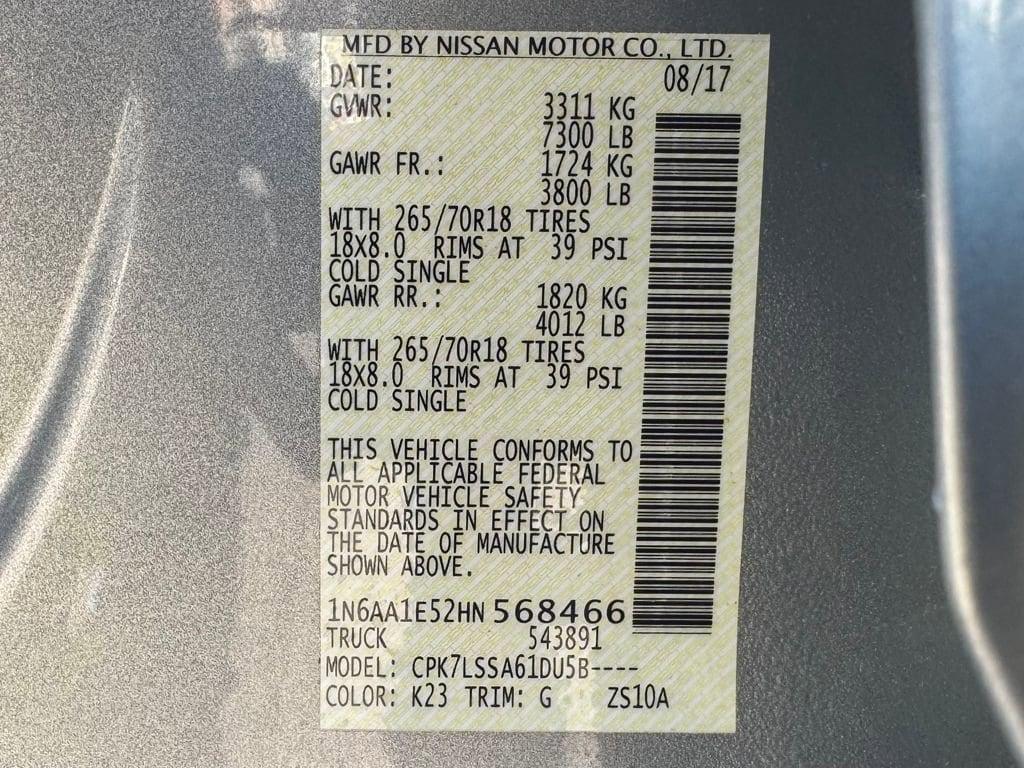 MFD BY NISSAN MOTOR CO., LTD.
DATE: 08/17
GVWR: 3311 KG
7300 LB
GAWR FR.: 1724 KG
3800 LB
WITH 265/70R18 TIRES
18X8.0 RIMS AT 39 PSI
COLD SINGLE
GAWR RR.: 1820 KG
4012 LB
WITH 265/70R18 TIRES
18X8.0 RIMS AT 39 PSI
COLD SINGLE
THIS VEHICLE CONFORMS TO
ALL APPLICABLE FEDERAL
MOTOR VEHICLE SAFETY
STANDARDS IN EFFECT ON
THE DATE OF MANUFACTURE
SHOWN ABOVE.
1N6AA1E52HN 568466
TRUCK 543891
MODEL: CPK7LSSA61DU5B----
COLOR: K23 TRIM: G ZS10A